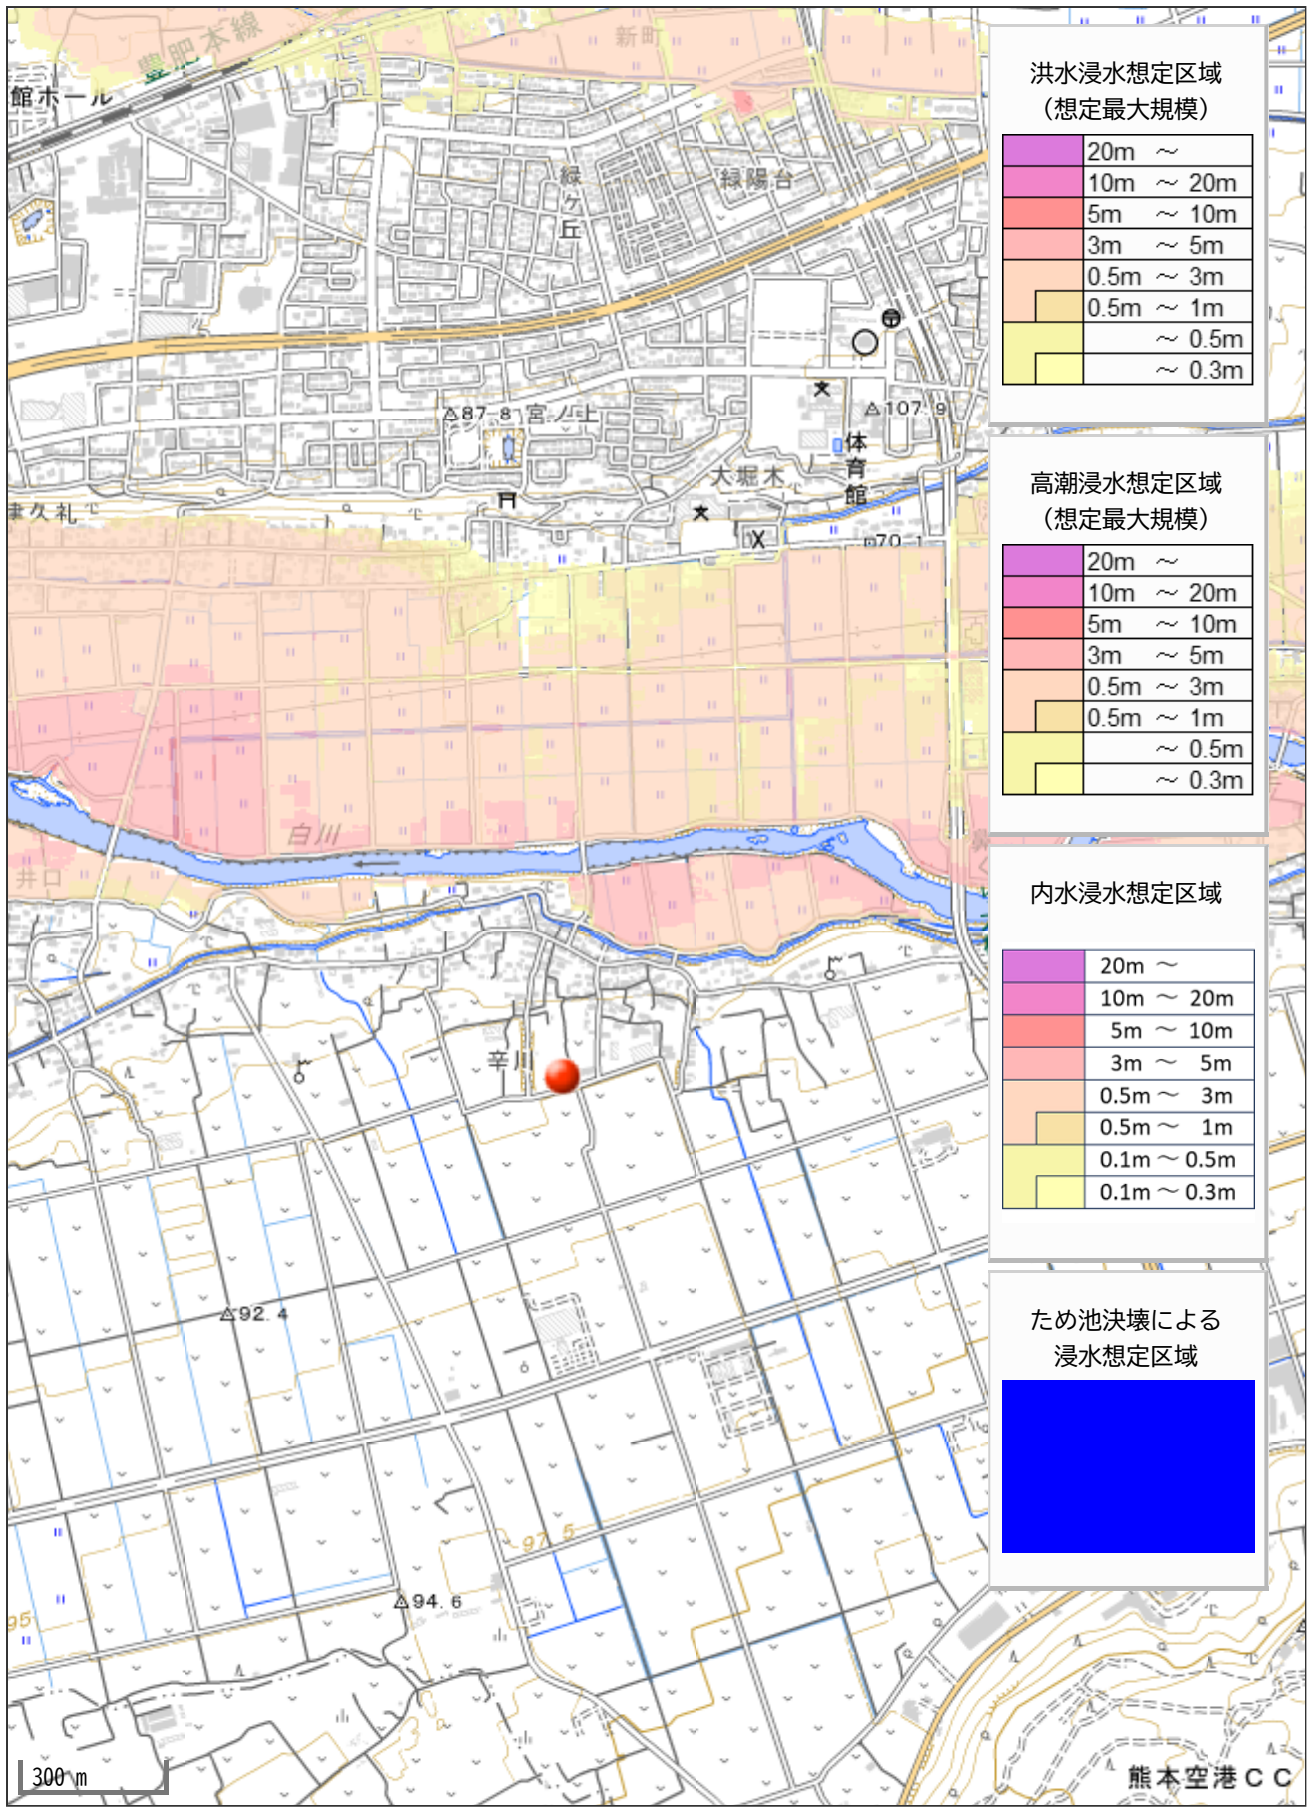 豊肥本線
館ホール
新町
緑ヶ丘
緑陽台
87.8
宮ノ上
107.9
体育館
大堀木
津久礼
70.1
白川
井口
辛川
92.4
97.5
94.6
95
300 m
熊本空港CC
洪水浸水想定区域
（想定最大規模）
20m ～
10m ～ 20m
5m ～ 10m
3m ～ 5m
0.5m ～ 3m
0.5m ～ 1m
～ 0.5m
～ 0.3m
高潮浸水想定区域
（想定最大規模）
20m ～
10m ～ 20m
5m ～ 10m
3m ～ 5m
0.5m ～ 3m
0.5m ～ 1m
～ 0.5m
～ 0.3m
内水浸水想定区域
20m ～
10m ～ 20m
5m ～ 10m
3m ～ 5m
0.5m ～ 3m
0.5m ～ 1m
0.1m ～ 0.5m
0.1m ～ 0.3m
ため池決壊による
浸水想定区域